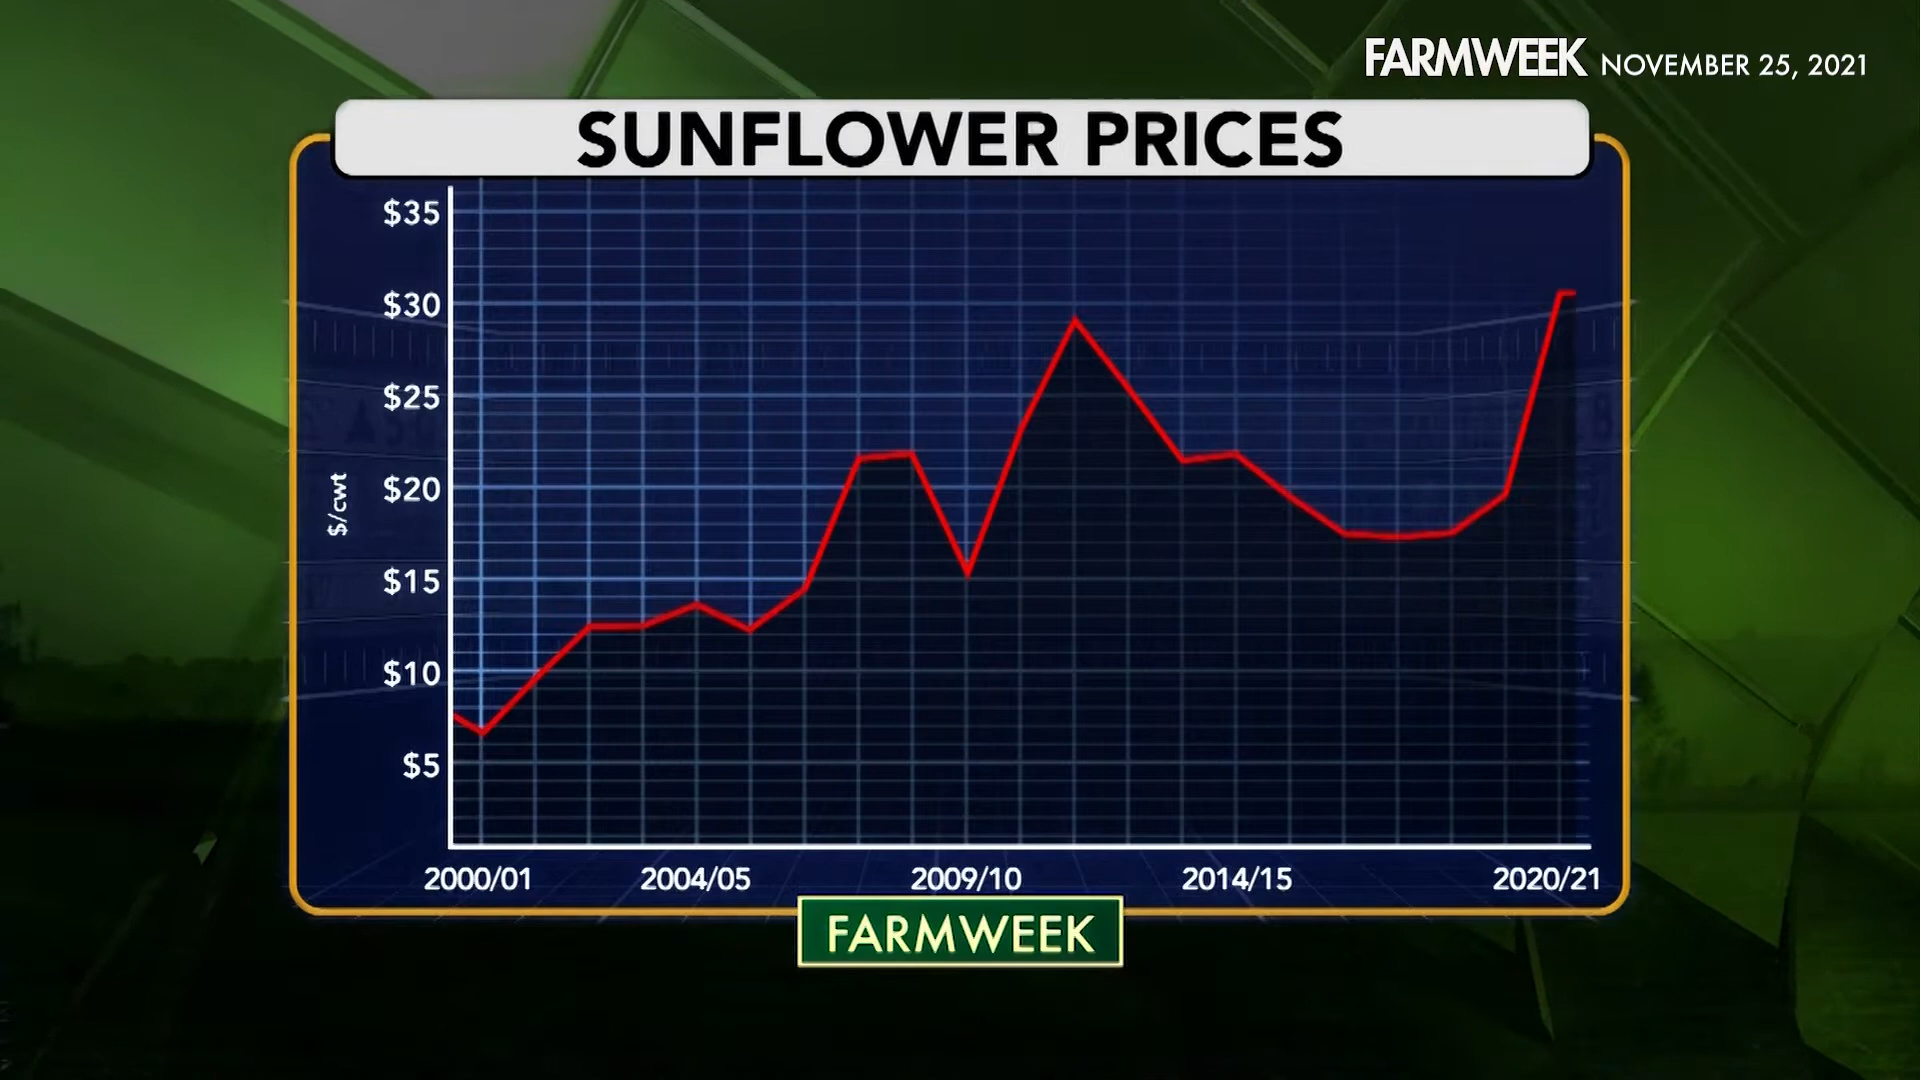 FARMWEEK NOVEMBER 25, 2021
SUNFLOWER PRICES
$35
$30
$25
$20
$15
$10
$5
$/cwt
2000/01 2004/05 2009/10 2014/15 2020/21
FARMWEEK